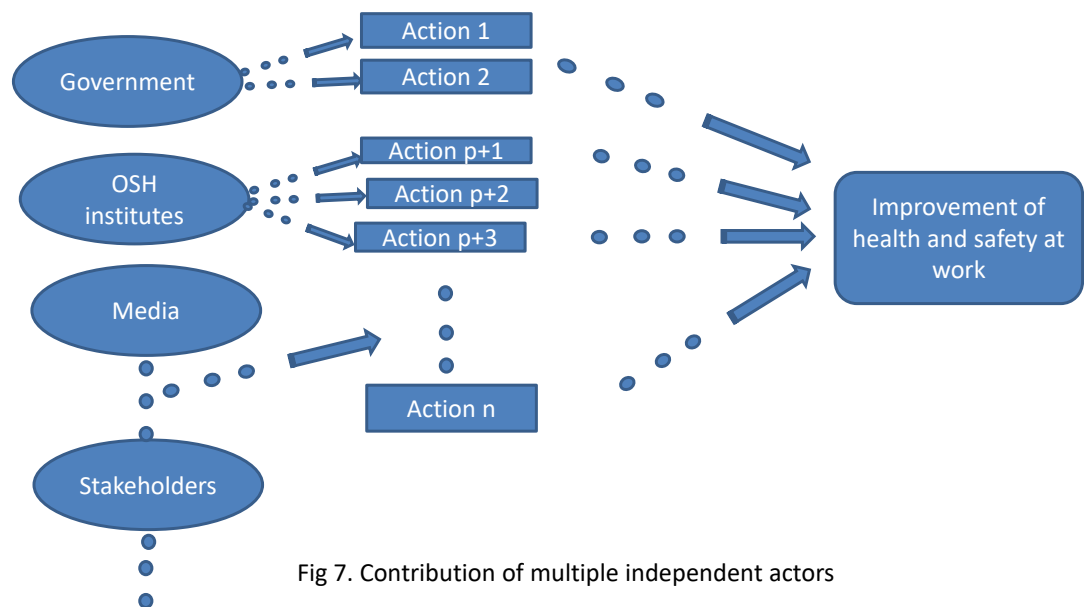 Government
Action 1
Action 2
OSH
institutes
Action p+1
Action p+2
Action p+3
Media
Action n
Stakeholders
Improvement of
health and safety at
work
Fig 7. Contribution of multiple independent actors